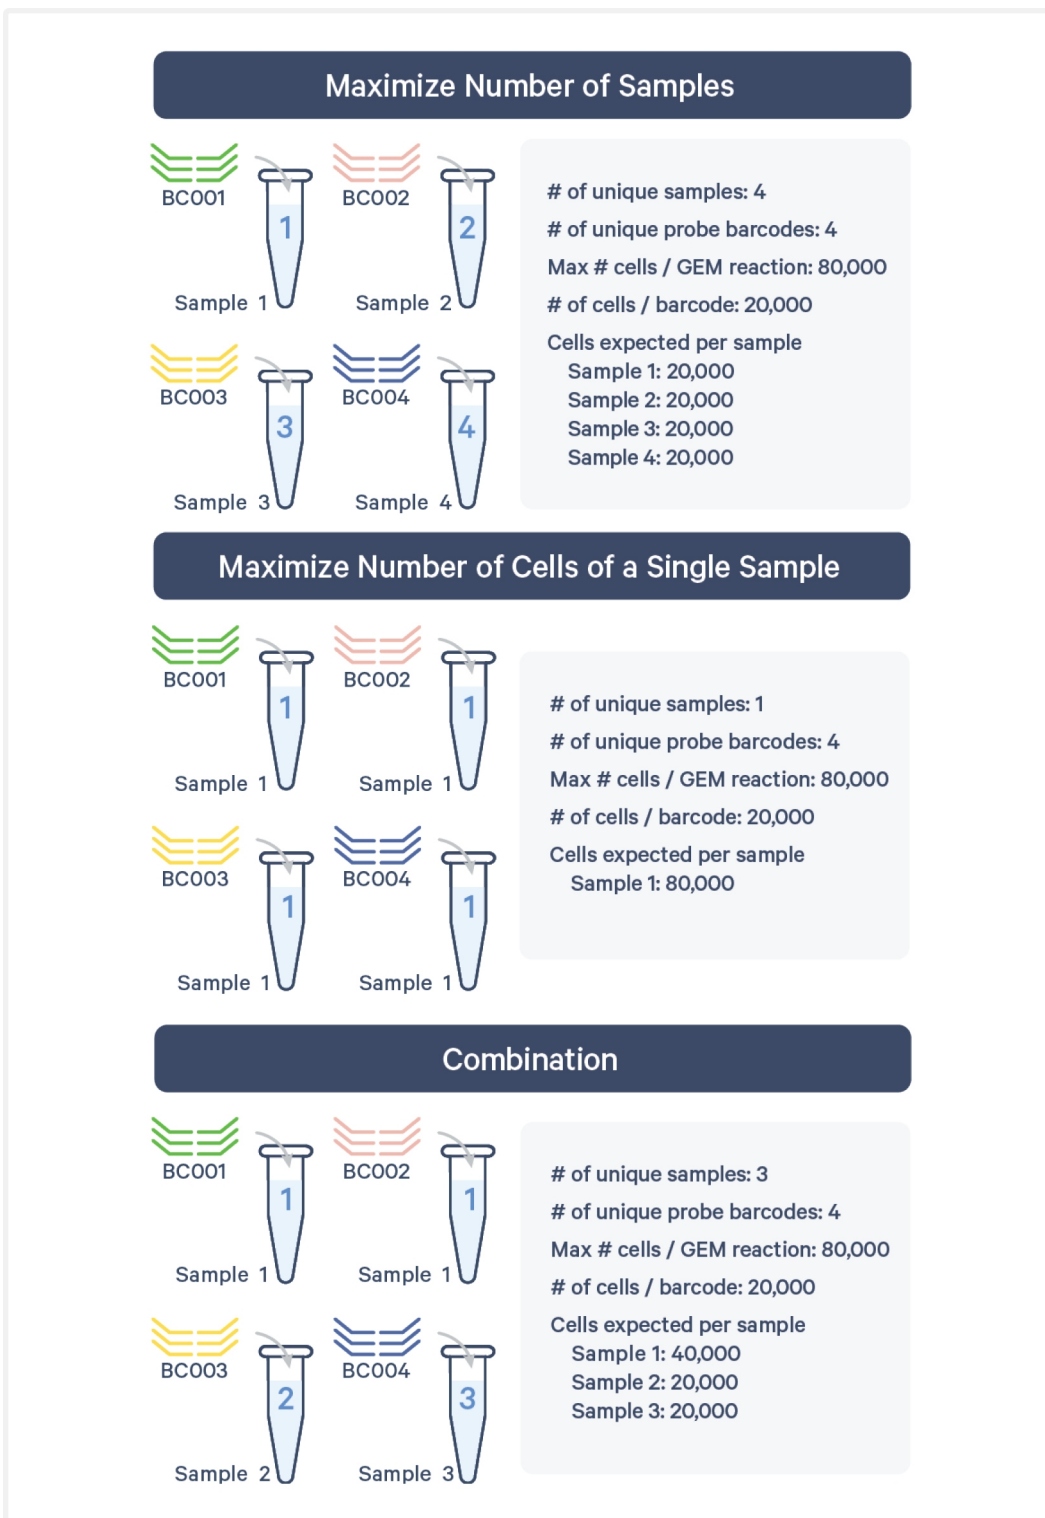 Maximize Number of Samples
BC001
1
Sample 1
BC002
2
Sample 2
BC003
3
Sample 3
BC004
4
Sample 4
# of unique samples: 4
# of unique probe barcodes: 4
Max # cells / GEM reaction: 80,000
# of cells / barcode: 20,000
Cells expected per sample
Sample 1: 20,000
Sample 2: 20,000
Sample 3: 20,000
Sample 4: 20,000
Maximize Number of Cells of a Single Sample
BC001
1
Sample 1
BC002
1
Sample 1
BC003
1
Sample 1
BC004
1
Sample 1
# of unique samples: 1
# of unique probe barcodes: 4
Max # cells / GEM reaction: 80,000
# of cells / barcode: 20,000
Cells expected per sample
Sample 1: 80,000
Combination
BC001
1
Sample 1
BC002
1
Sample 1
BC003
2
Sample 2
BC004
3
Sample 3
# of unique samples: 3
# of unique probe barcodes: 4
Max # cells / GEM reaction: 80,000
# of cells / barcode: 20,000
Cells expected per sample
Sample 1: 40,000
Sample 2: 20,000
Sample 3: 20,000